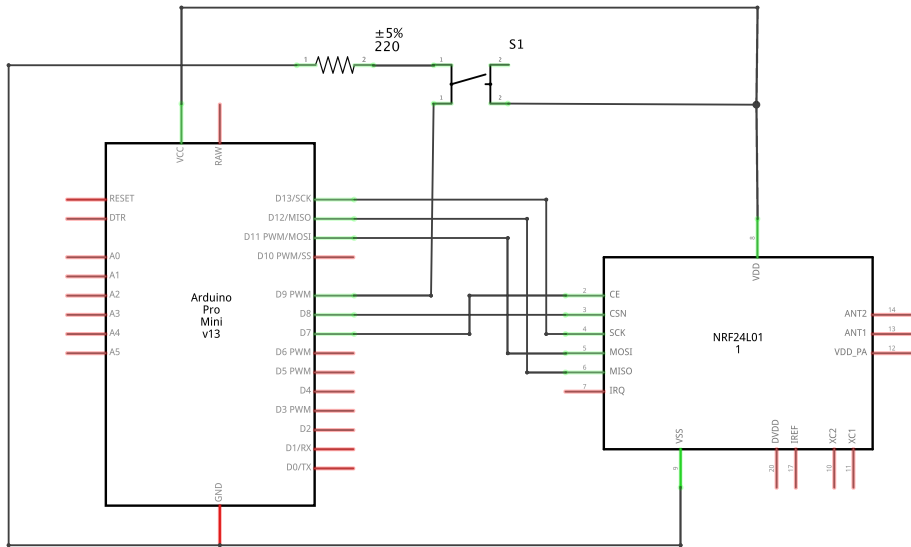 ±5%
220
S1
1
2
1
2
1
2
VCC
RAW
RESET
DTR
A0
A1
A2
A3
A4
A5
Arduino
Pro
Mini
v13
D13/SCK
D12/MISO
D11 PWM/MOSI
D10 PWM/SS
D9 PWM
D8
D7
D6 PWM
D5 PWM
D4
D3 PWM
D2
D1/RX
D0/TX
GND
8
VDD
2
CE
3
CSN
4
SCK
5
MOSI
6
MISO
7
IRQ
NRF24L01
1
ANT2
14
ANT1
13
VDD_PA
12
VSS
9
DVDD
20
IREF
17
XC2
10
XC1
11